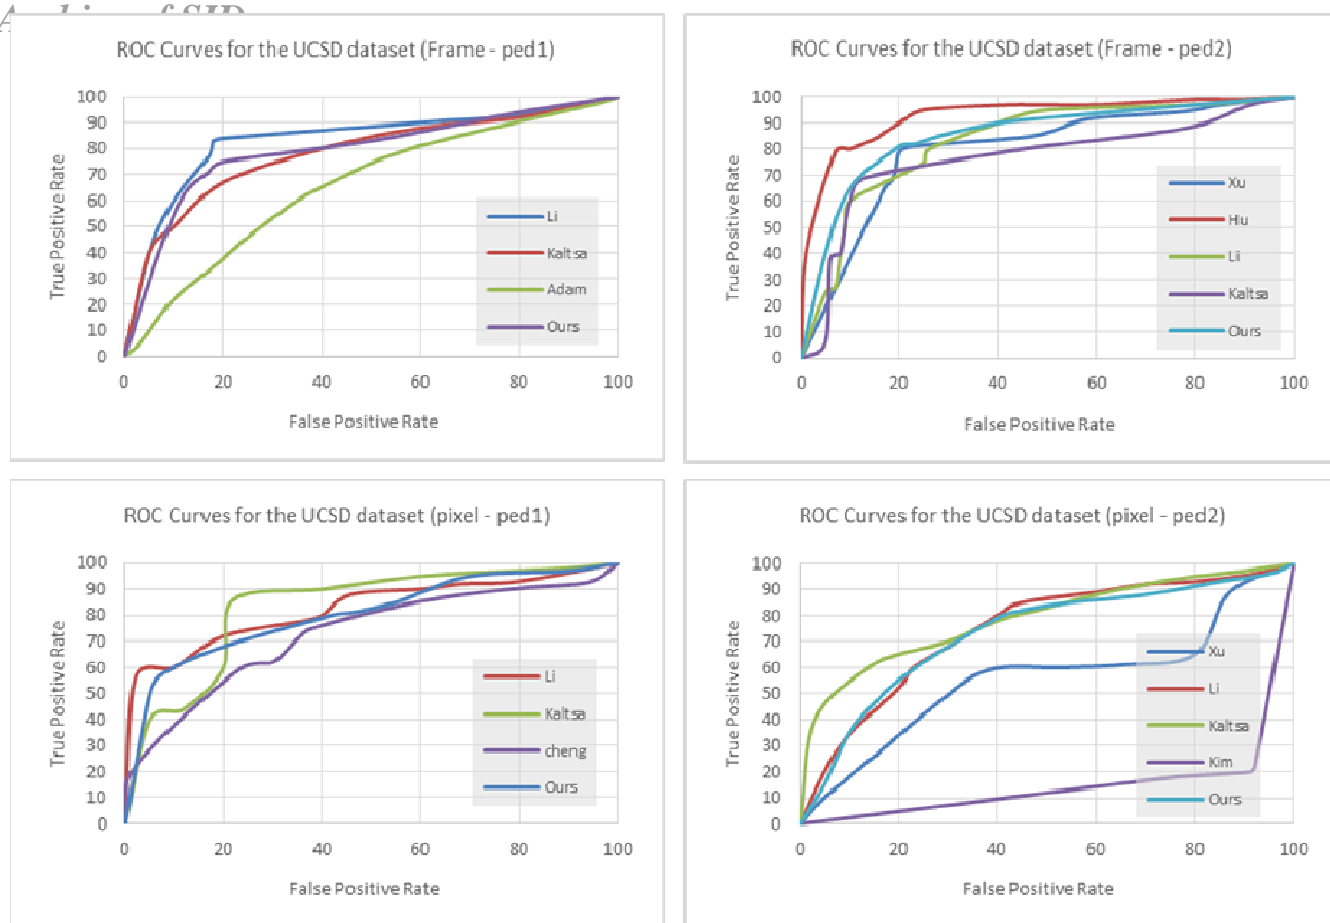 ROC Curves for the UCSD dataset (Frame - ped1)
True Positive Rate
100
90
80
70
60
50
40
30
20
10
0
0 20 40 60 80 100
False Positive Rate
Li
Kaltsa
Adam
Ours
ROC Curves for the UCSD dataset (Frame - ped2)
True Positive Rate
100
90
80
70
60
50
40
30
20
10
0
0 20 40 60 80 100
False Positive Rate
Xu
Hu
Li
Kaltsa
Ours
ROC Curves for the UCSD dataset (pixel - ped1)
True Positive Rate
100
90
80
70
60
50
40
30
20
10
0
0 20 40 60 80 100
False Positive Rate
Li
Kaltsa
cheng
Ours
ROC Curves for the UCSD dataset (pixel – ped2)
True Positive Rate
100
90
80
70
60
50
40
30
20
10
0
0 20 40 60 80 100
False Positive Rate
Xu
Li
Kaltsa
Kim
Ours